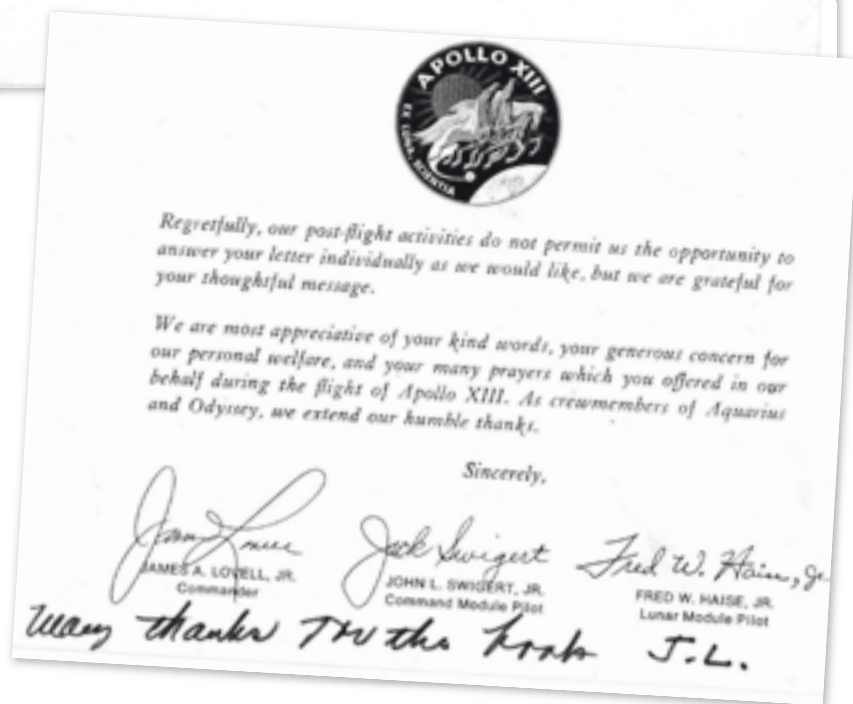 APOLLO XIII
EX LUNA, SCIENTIA
Regretfully, our post-flight activities do not permit us the opportunity to
answer your letter individually as we would like, but we are grateful for
your thoughtful message.
We are most appreciative of your kind words, your generous concern for
our personal welfare, and your many prayers which you offered in our
behalf during the flight of Apollo XIII. As crewmembers of Aquarius
and Odyssey, we extend our humble thanks.
Sincerely,
James Lovell Jack Swigert Fred W. Haise, Jr.
JAMES A. LOVELL, JR. JOHN L. SWIGERT, JR. FRED W. HAISE, JR.
Commander Command Module Pilot Lunar Module Pilot
Many thanks the J.L.